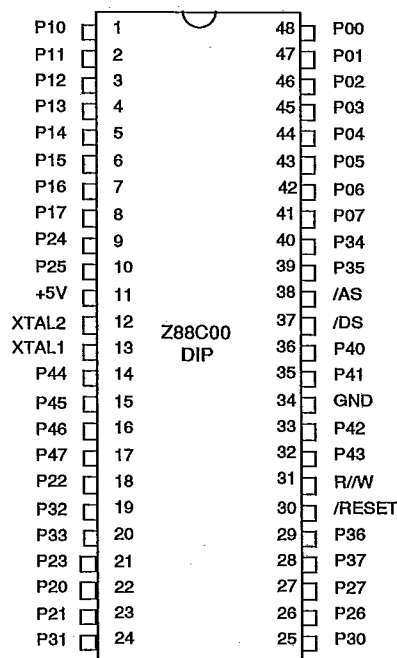 P10 1 48 P00
P11 2 47 P01
P12 3 46 P02
P13 4 45 P03
P14 5 44 P04
P15 6 43 P05
P16 7 42 P06
P17 8 41 P07
P24 9 40 P34
P25 10 39 P35
+5V 11 38 /AS
XTAL2 12 37 /DS
Z88C00
XTAL1 13 36 P40
DIP
P44 14 35 P41
P45 15 34 GND
P46 16 33 P42
P47 17 32 P43
P22 18 31 R//W
P32 19 30 /RESET
P33 20 29 P36
P23 21 28 P37
P20 22 27 P27
P21 23 26 P26
P31 24 25 P30